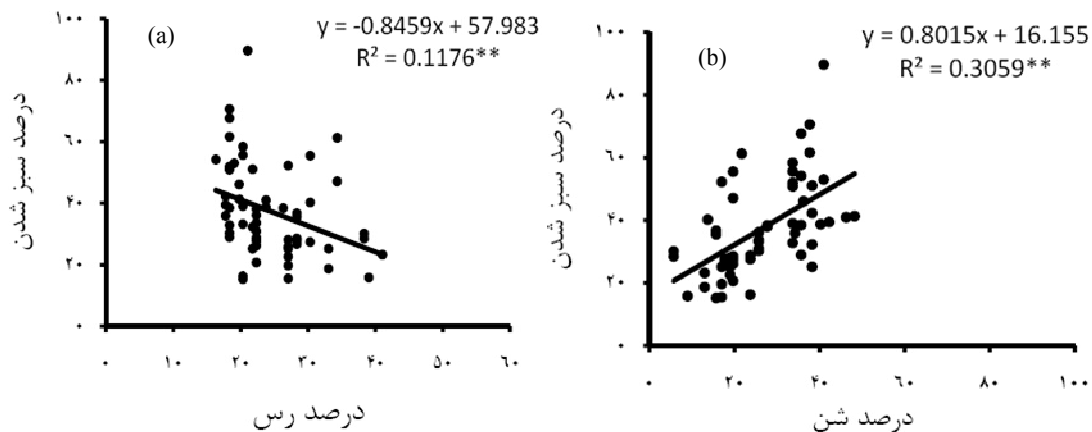 (a)
y = -0.8459x + 57.983
R² = 0.1176**
۱۰۰
۸۰
۶۰
۴۰
۲۰
۰
درصد سبز شدن
۰ ۱۰ ۲۰ ۳۰ ۴۰ ۵۰ ۶۰
درصد رس
(b)
y = 0.8015x + 16.155
R² = 0.3059**
۱۰۰
۸۰
۶۰
۴۰
۲۰
۰
درصد سبز شدن
۰ ۲۰ ۴۰ ۶۰ ۸۰ ۱۰۰
درصد شن